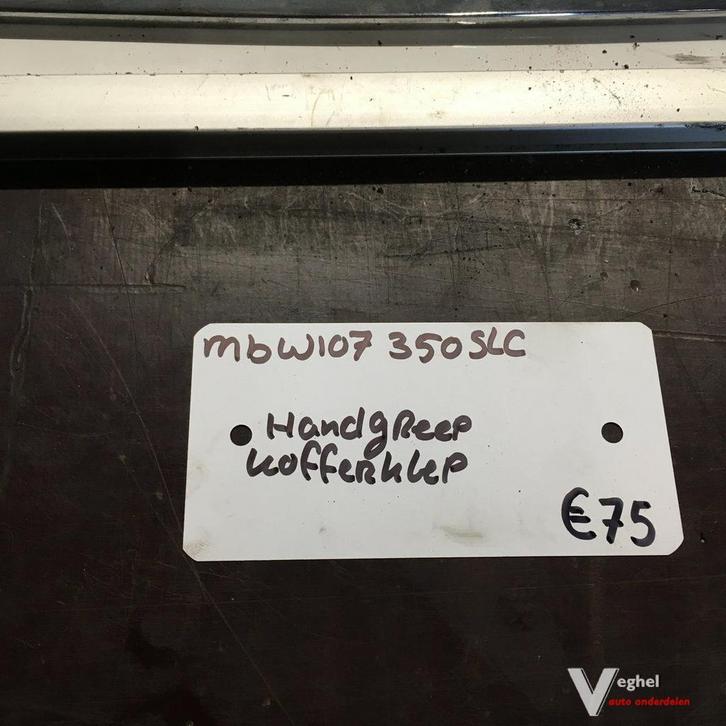 mbW107 350SLC
Handgreep
kofferklep
€75
Veghel
auto onderdelen